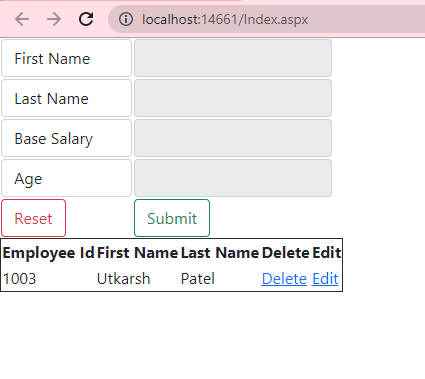 localhost:14661/Index.aspx
First Name
Last Name
Base Salary
Age
Reset Submit
Employee Id First Name Last Name Delete Edit
1003 Utkarsh Patel Delete Edit